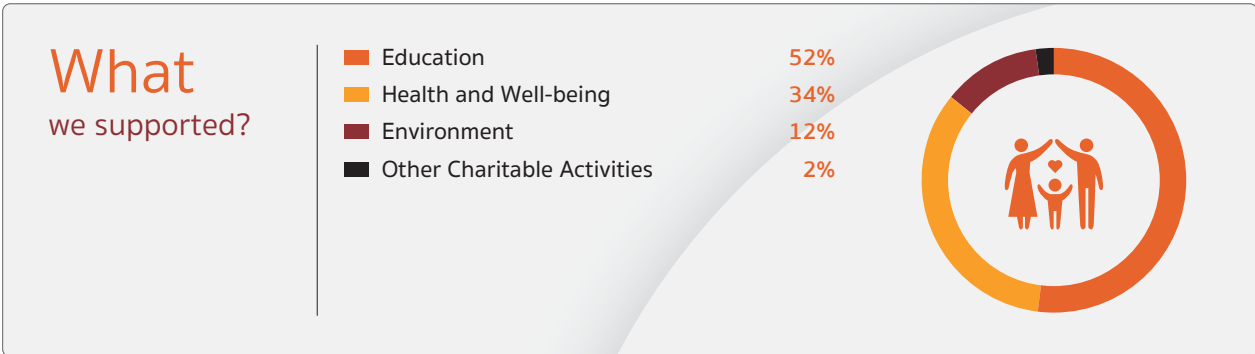 What
we supported?
Education 52%
Health and Well-being 34%
Environment 12%
Other Charitable Activities 2%